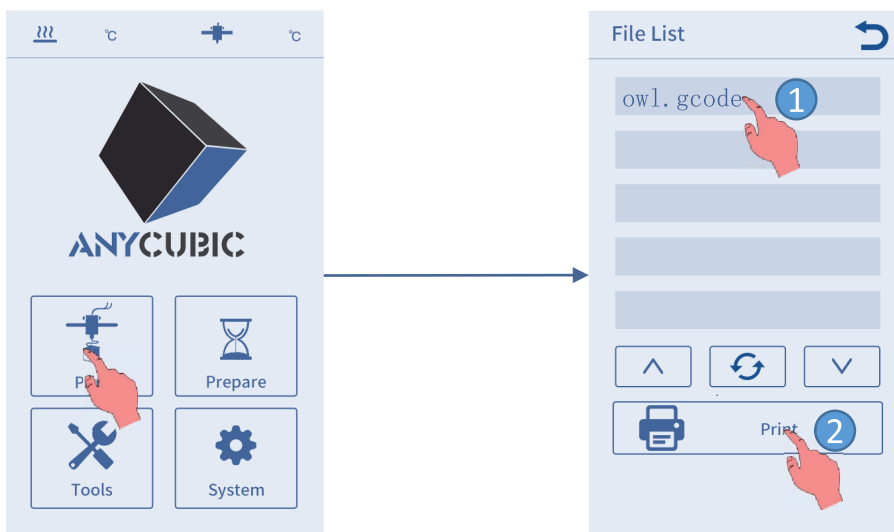 ℃ ℃
ANYCUBIC
Prepare
Tools
System
File List
owl.gcode
1
Print
2